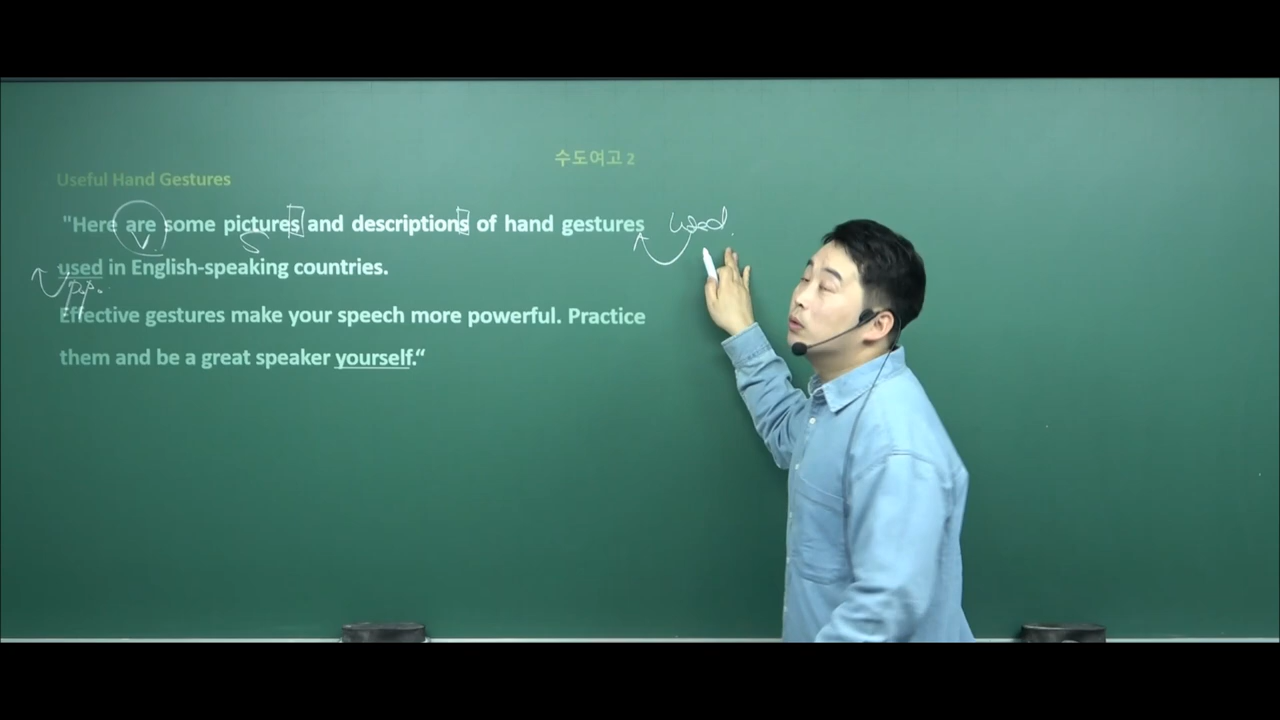 수도여고 2
Useful Hand Gestures
"Here are some pictures and descriptions of hand gestures used.
V S
used in English-speaking countries.
p.p.
Effective gestures make your speech more powerful. Practice
them and be a great speaker yourself.“